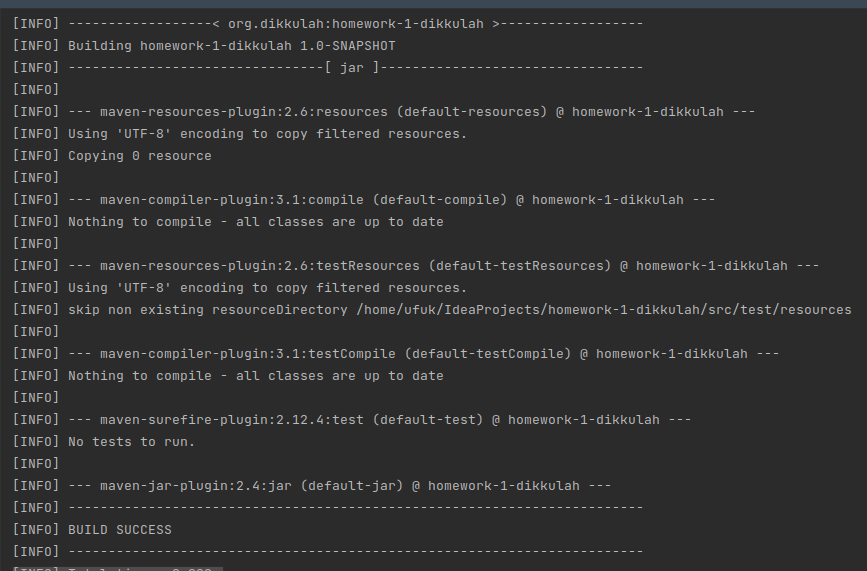 [INFO] ------------------< org.dikkulah:homework-1-dikkulah >------------------
[INFO] Building homework-1-dikkulah 1.0-SNAPSHOT
[INFO] --------------------------------[ jar ]---------------------------------
[INFO]
[INFO] --- maven-resources-plugin:2.6:resources (default-resources) @ homework-1-dikkulah ---
[INFO] Using 'UTF-8' encoding to copy filtered resources.
[INFO] Copying 0 resource
[INFO]
[INFO] --- maven-compiler-plugin:3.1:compile (default-compile) @ homework-1-dikkulah ---
[INFO] Nothing to compile - all classes are up to date
[INFO]
[INFO] --- maven-resources-plugin:2.6:testResources (default-testResources) @ homework-1-dikkulah ---
[INFO] Using 'UTF-8' encoding to copy filtered resources.
[INFO] skip non existing resourceDirectory /home/ufuk/IdeaProjects/homework-1-dikkulah/src/test/resources
[INFO]
[INFO] --- maven-compiler-plugin:3.1:testCompile (default-testCompile) @ homework-1-dikkulah ---
[INFO] Nothing to compile - all classes are up to date
[INFO]
[INFO] --- maven-surefire-plugin:2.12.4:test (default-test) @ homework-1-dikkulah ---
[INFO] No tests to run.
[INFO]
[INFO] --- maven-jar-plugin:2.4:jar (default-jar) @ homework-1-dikkulah ---
[INFO] ------------------------------------------------------------------------
[INFO] BUILD SUCCESS
[INFO] ------------------------------------------------------------------------